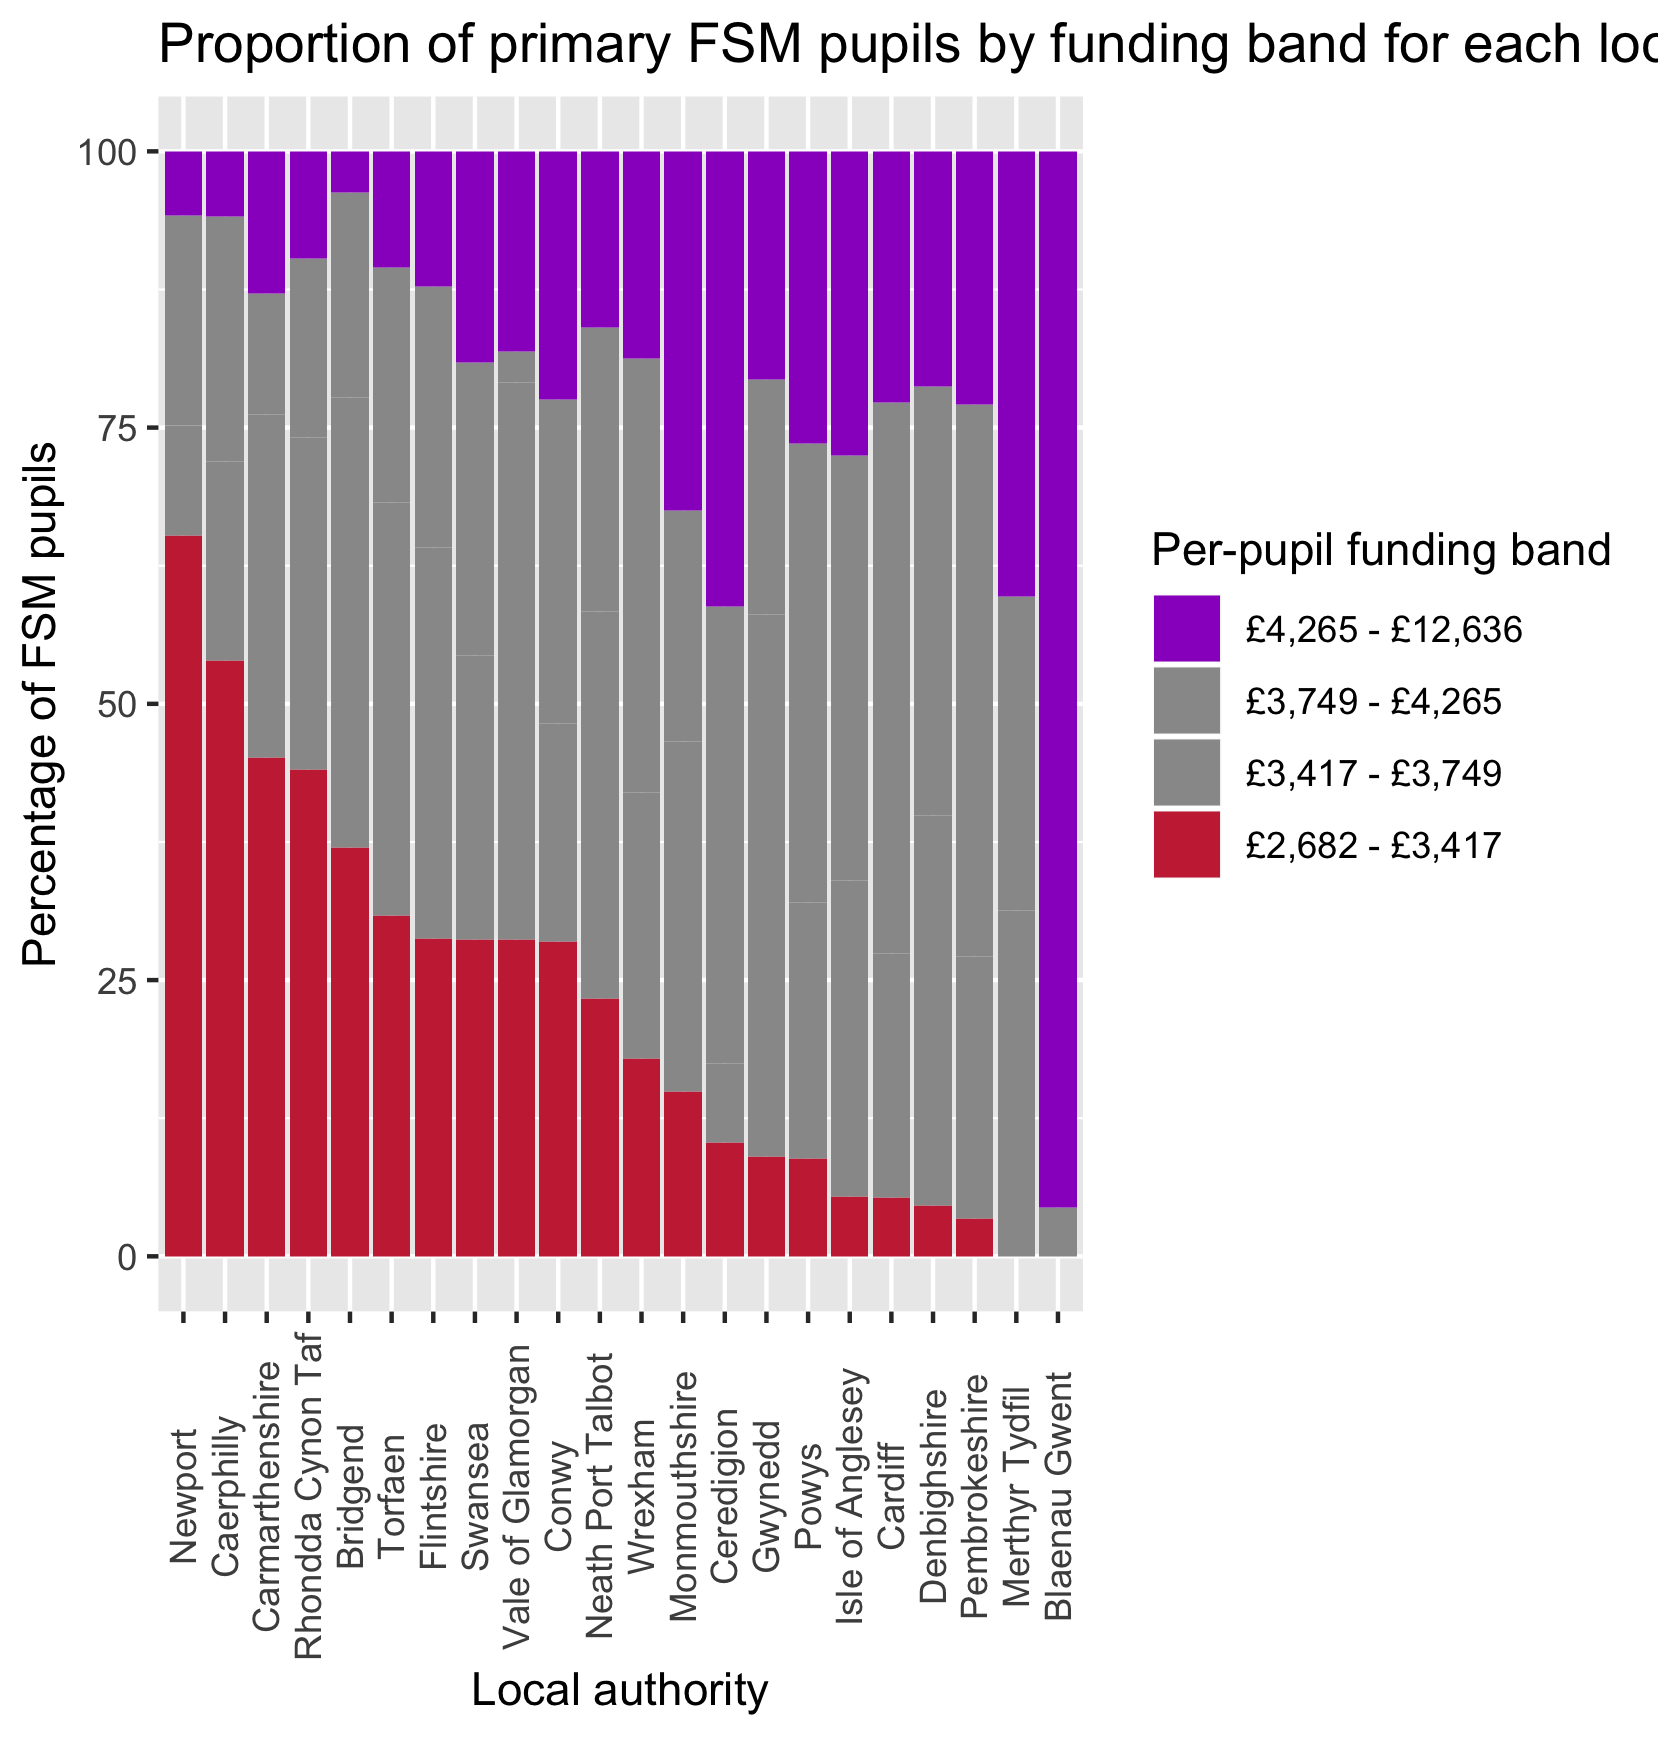 Proportion of primary FSM pupils by funding band for each loc
100
75
50
25
0
Percentage of FSM pupils
Per-pupil funding band
£4,265 - £12,636
£3,749 - £4,265
£3,417 - £3,749
£2,682 - £3,417
Newport
Caerphilly
Carmarthenshire
Rhondda Cynon Taf
Bridgend
Torfaen
Flintshire
Swansea
Vale of Glamorgan
Conwy
Neath Port Talbot
Wrexham
Monmouthshire
Ceredigion
Gwynedd
Powys
Isle of Anglesey
Cardiff
Denbighshire
Pembrokeshire
Merthyr Tydfil
Blaenau Gwent
Local authority